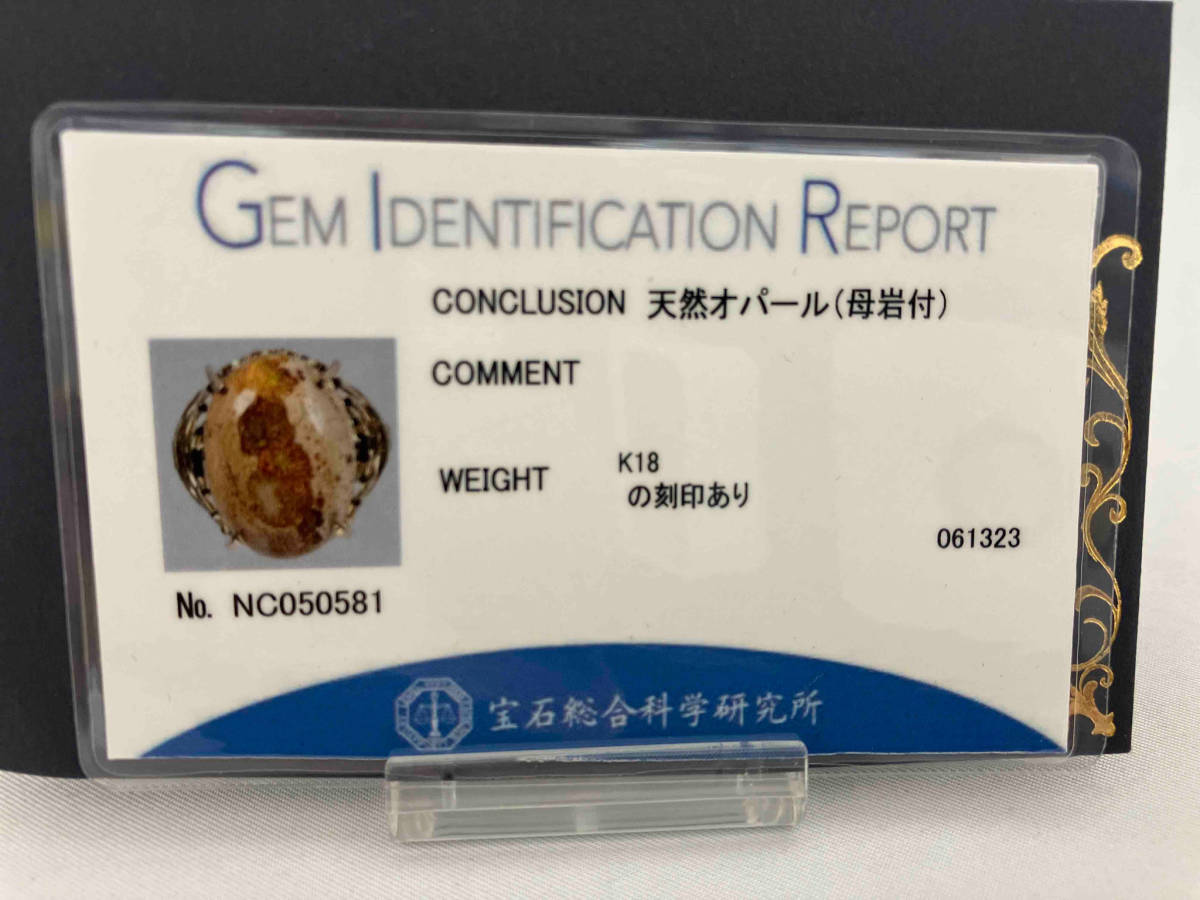 GEM IDENTIFICATION REPORT
CONCLUSION 天然オパール(母岩付)
COMMENT
WEIGHT K18
の刻印あり
061323
No. NC050581
宝石総合科学研究所